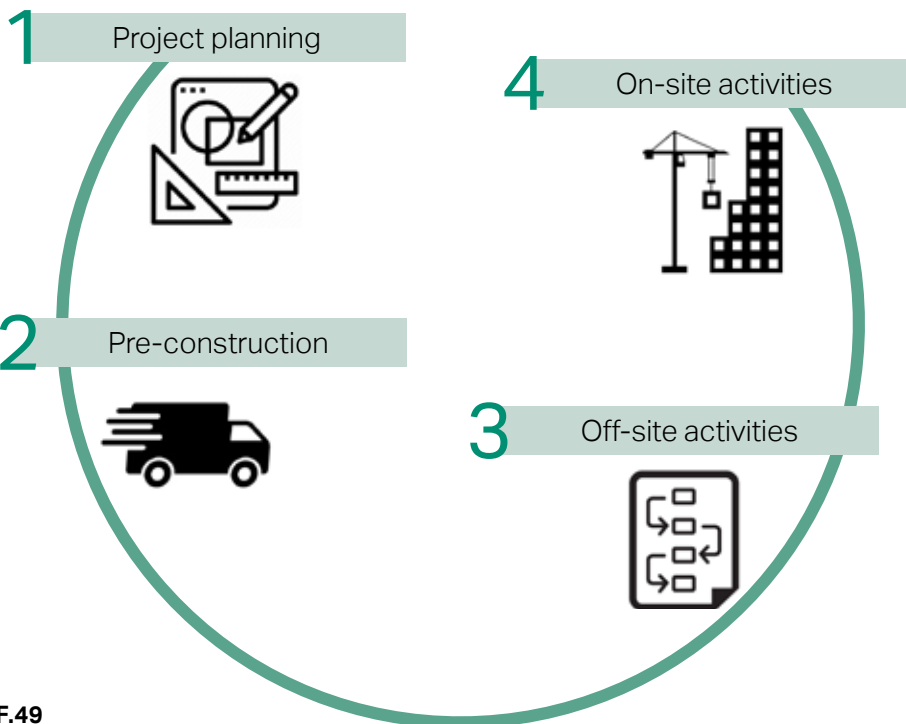 1 Project planning
2 Pre-construction
3 Off-site activities
4 On-site activities
F.49